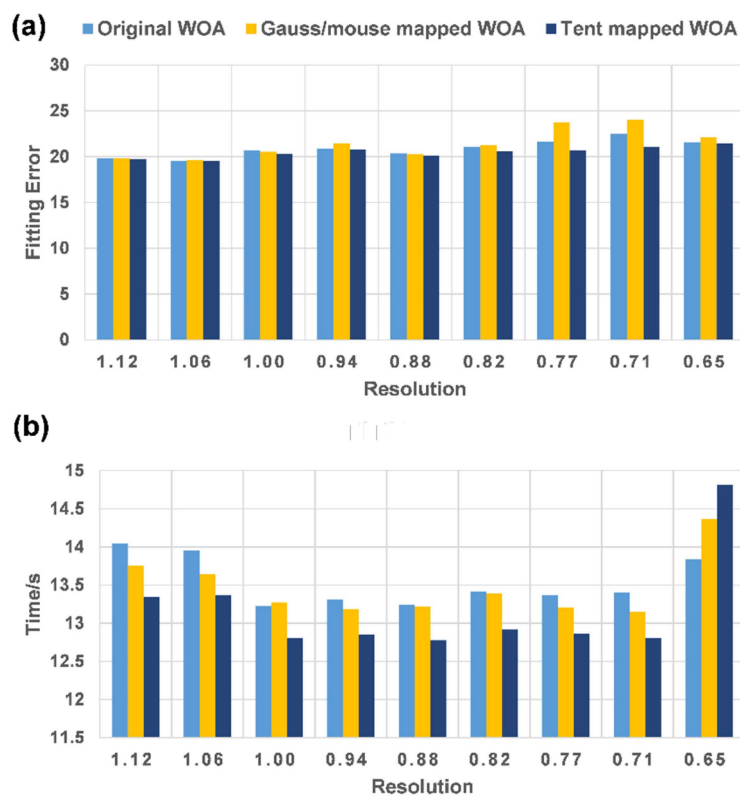 (a)
Original WOA Gauss/mouse mapped WOA Tent mapped WOA
30
25
20
15
10
5
0
Fitting Error
1.12 1.06 1.00 0.94 0.88 0.82 0.77 0.71 0.65
Resolution
(b)
15
14.5
14
13.5
13
12.5
12
11.5
Time/s
1.12 1.06 1.00 0.94 0.88 0.82 0.77 0.71 0.65
Resolution